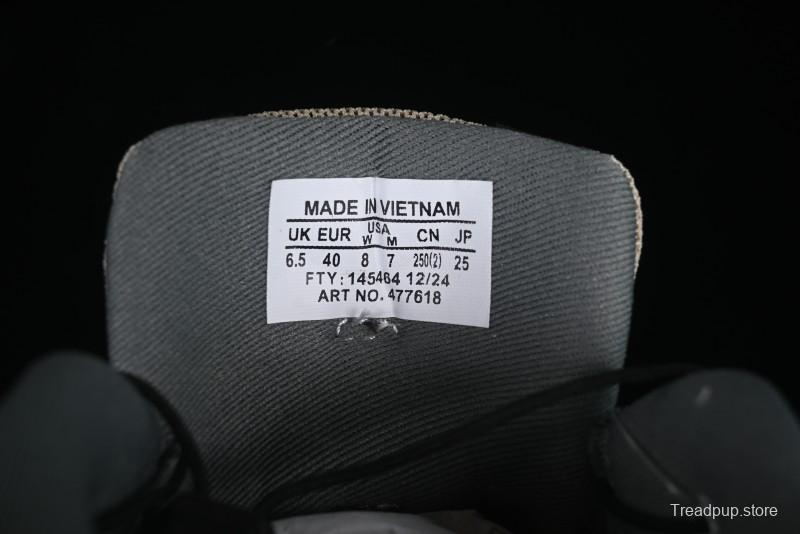 MADE IN VIETNAM
UK EUR USA CN JP
W M
6.5 40 8 7 250(2) 25
FTY: 145464 12/24
ART NO. 477618
Treadpup.store